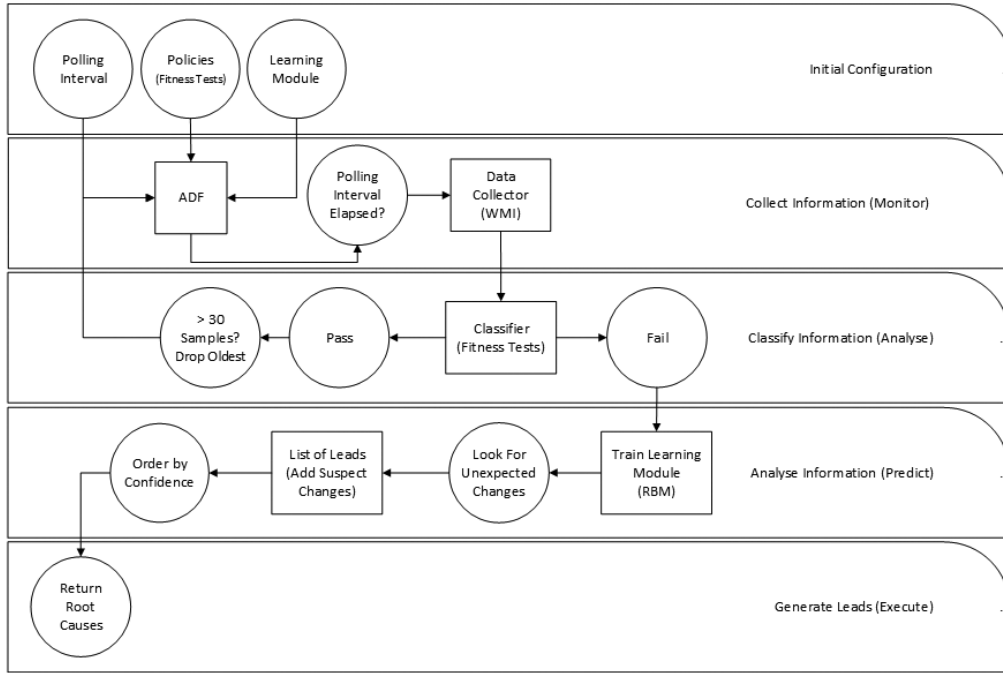 Polling
Interval
Policies
(Fitness Tests)
Learning
Module
Initial Configuration
ADF
Polling
Interval
Elapsed?
Data
Collector
(WMI)
Collect Information (Monitor)
> 30
Samples?
Drop Oldest
Pass
Classifier
(Fitness Tests)
Fail
Classify Information (Analyse)
Order by
Confidence
List of Leads
(Add Suspect
Changes)
Look For
Unexpected
Changes
Train Learning
Module
(RBM)
Analyse Information (Predict)
Return
Root
Causes
Generate Leads (Execute)